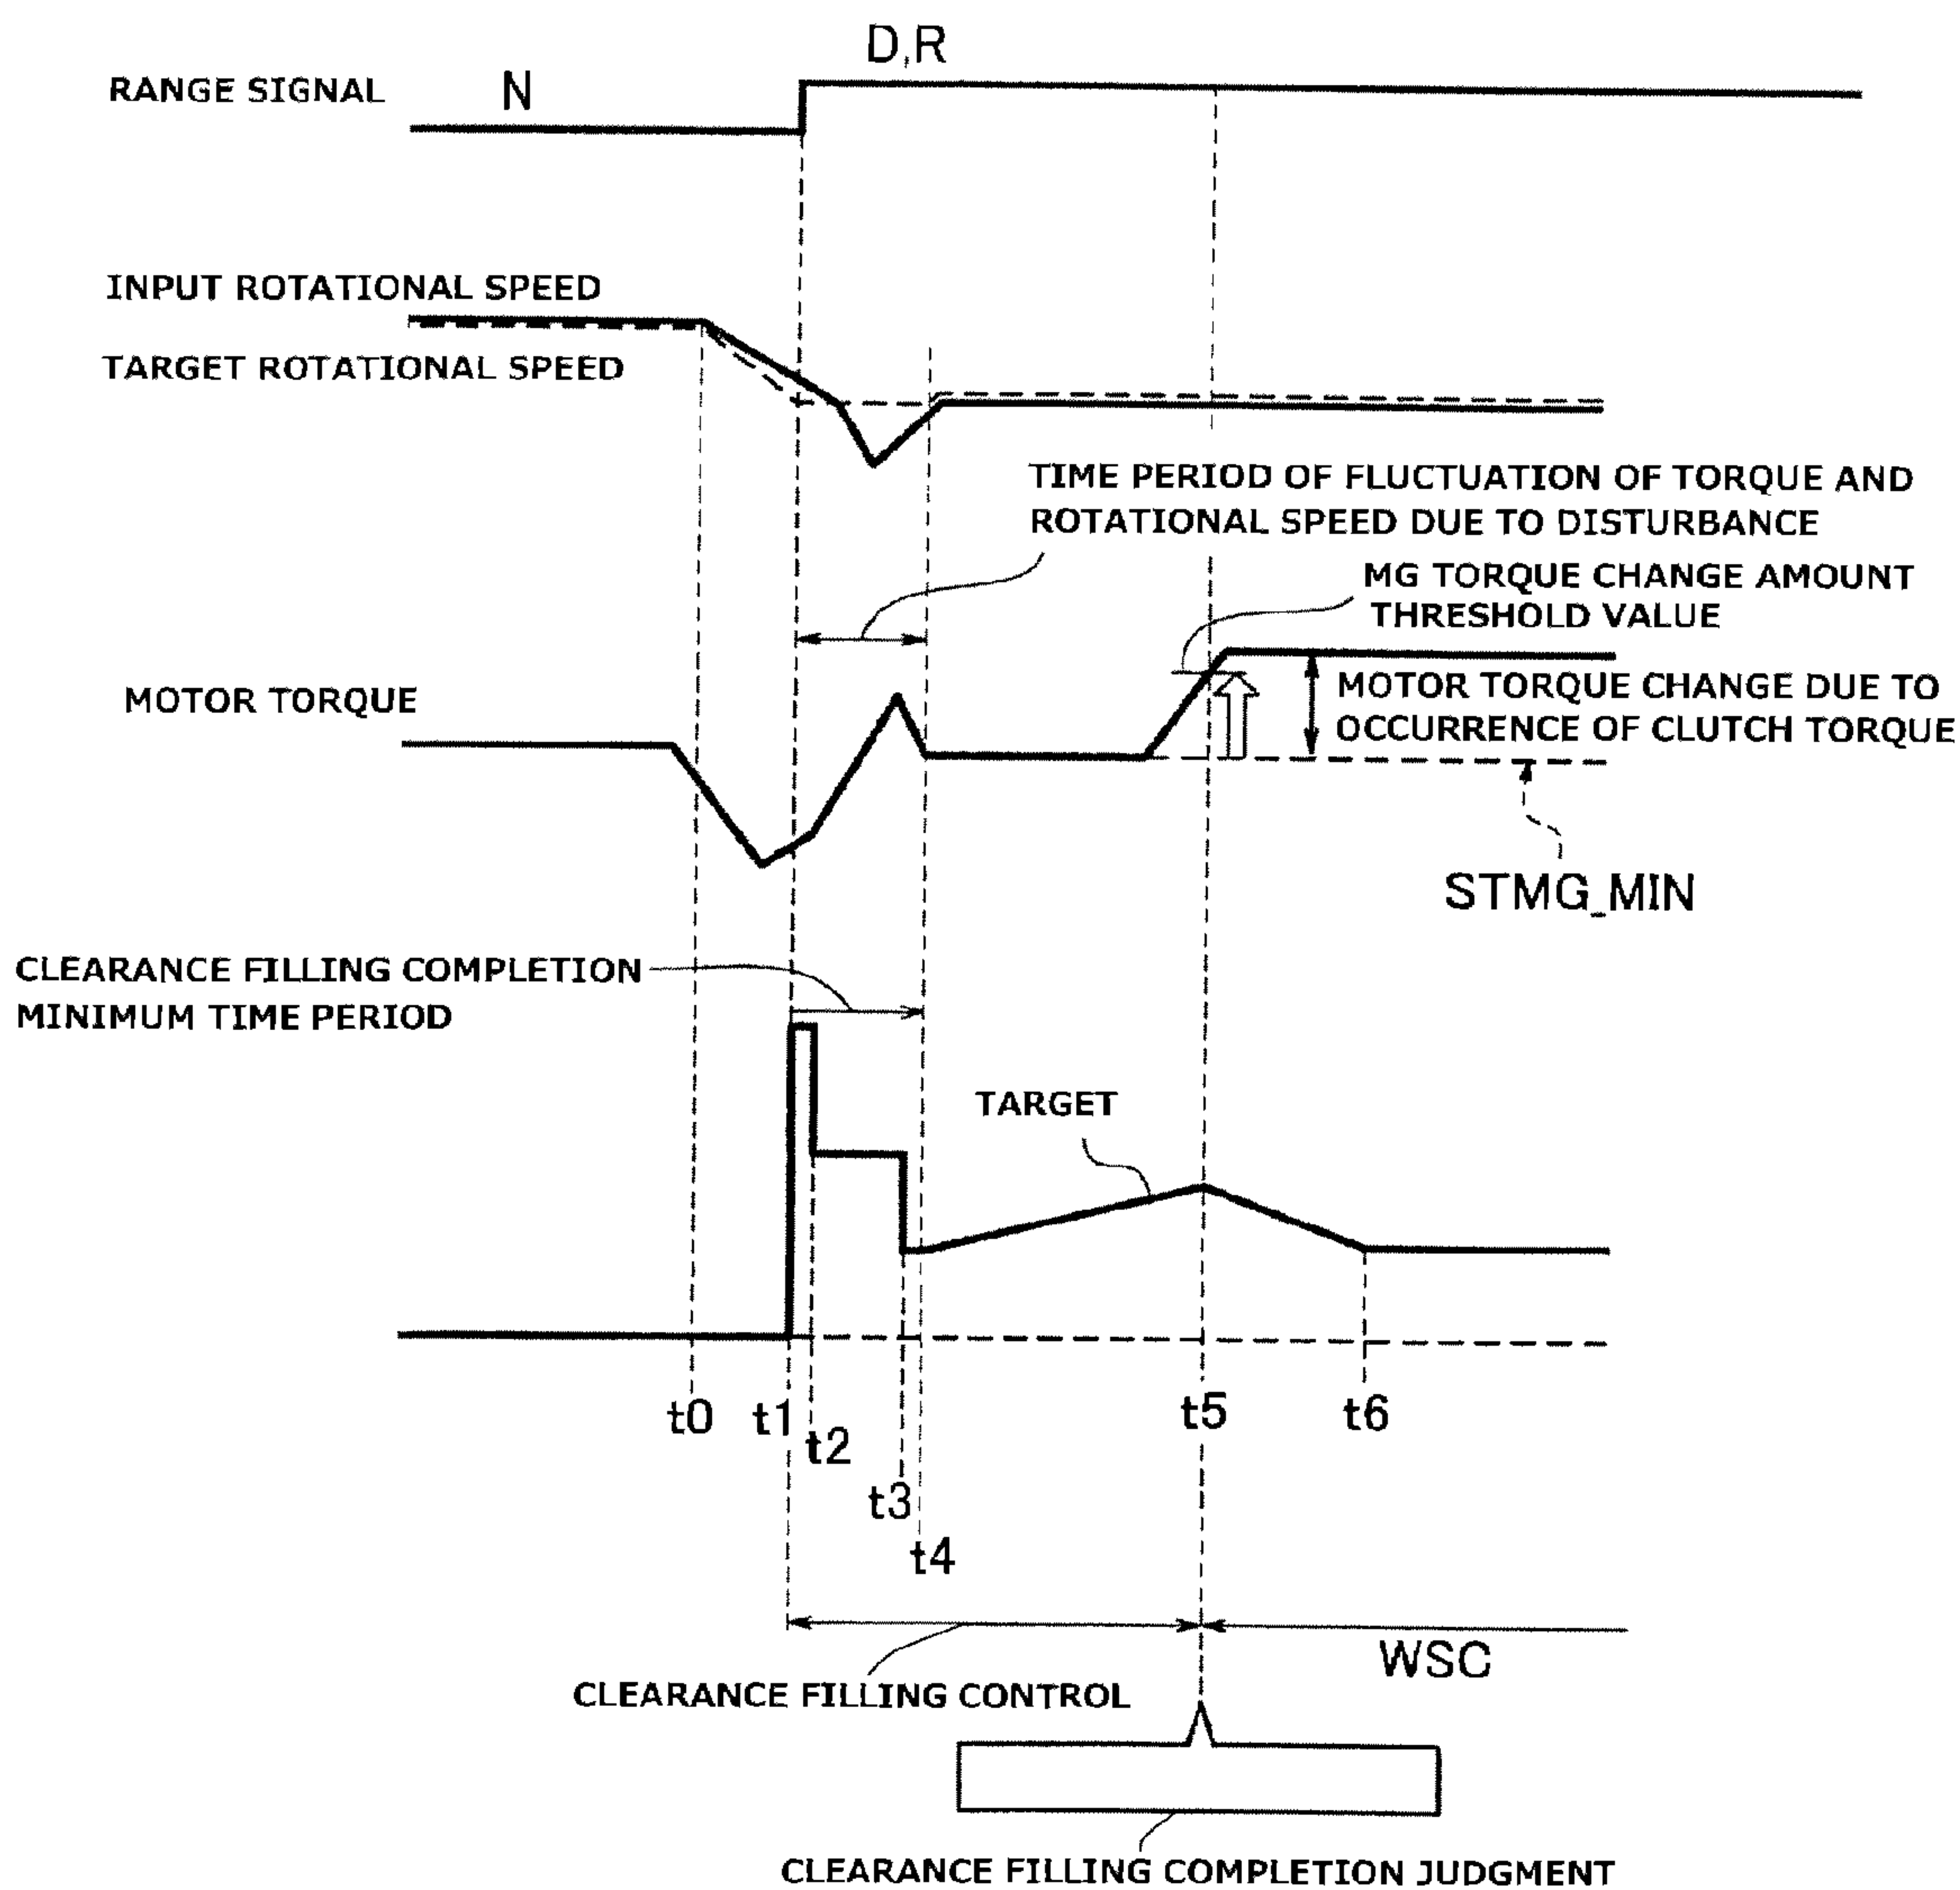 D,R
RANGE SIGNAL
N
INPUT ROTATIONAL SPEED
TARGET ROTATIONAL SPEED
TIME PERIOD OF FLUCTUATION OF TORQUE AND
ROTATIONAL SPEED DUE TO DISTURBANCE
MG TORQUE CHANGE AMOUNT
THRESHOLD VALUE
MOTOR TORQUE
MOTOR TORQUE CHANGE DUE TO
OCCURRENCE OF CLUTCH TORQUE
STMG_MIN
CLEARANCE FILLING COMPLETION
MINIMUM TIME PERIOD
TARGET
t0
t1
t2
t3
t4
t5
t6
WSC
CLEARANCE FILLING CONTROL
CLEARANCE FILLING COMPLETION JUDGMENT